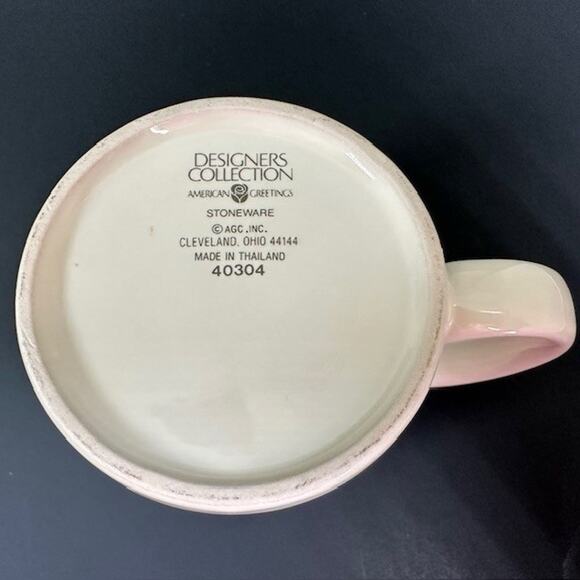 DESIGNERS
COLLECTION
AMERICAN GREETINGS
STONEWARE
© AGC, INC.
CLEVELAND, OHIO 44144
MADE IN THAILAND
40304